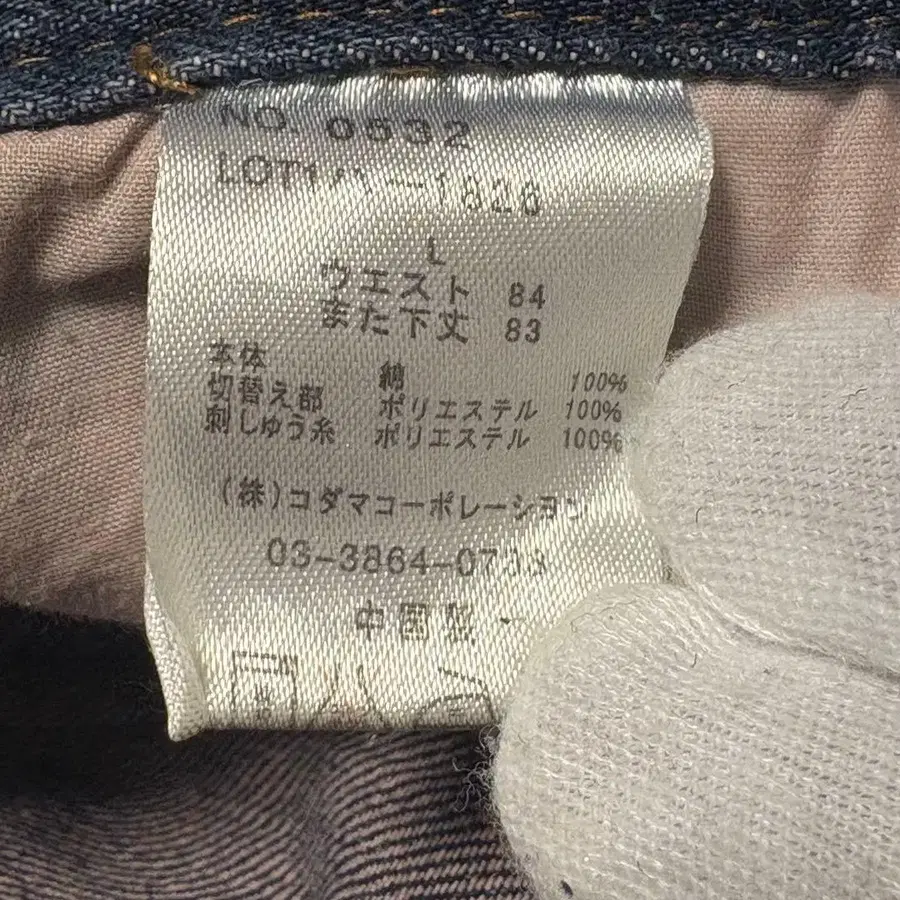 NO. 0532
L
ウエスト 84
また下丈 83
本体 綿 100%
切替え部 ポリエステル 100%
刺しゅう糸 ポリエステル 100%
(株)コダマコーポレーション
中国製